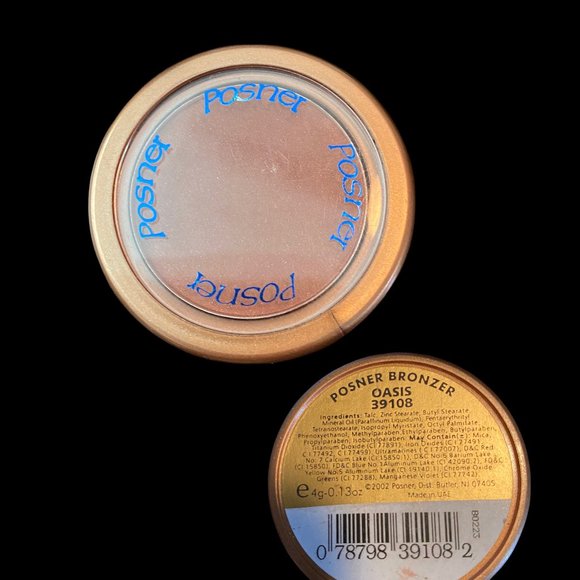 Posner
Posner
Posner
Posner
POSNER BRONZER
OASIS
39108
Ingredients: Talc, Zinc Stearate, Butyl Stearate,
Mineral Oil (Paraffinum Liquidum), Pentaerythrityl
Tetraisostearate, Isopropyl Myristate, Octyl Palmitate,
Phenoxyethanol, Methylparaben, Ethylparaben, Butylparaben,
Propylparaben, Isobutylparaben. May Contain(±): Mica,
Titanium Dioxide (CI 77891), Iron Oxides (CI 77491,
CI 77492, CI 77499), Ultramarines (CI 77007), D&C Red
No. 7 Calcium Lake (CI 15850:1), D&C No.6 Barium Lake
(CI 15850), FD&C Blue No.1 Aluminum Lake (CI 42090:2), FD&C
Yellow No.5 Aluminum Lake (CI 19140:1), Chrome Oxide
Greens (CI 77288), Manganese Violet (CI 77742).
e 4g-0.13oz ©2002 Posner, Dist. Butler, NJ 07405
Made in
B0223
0 78798 39108 2